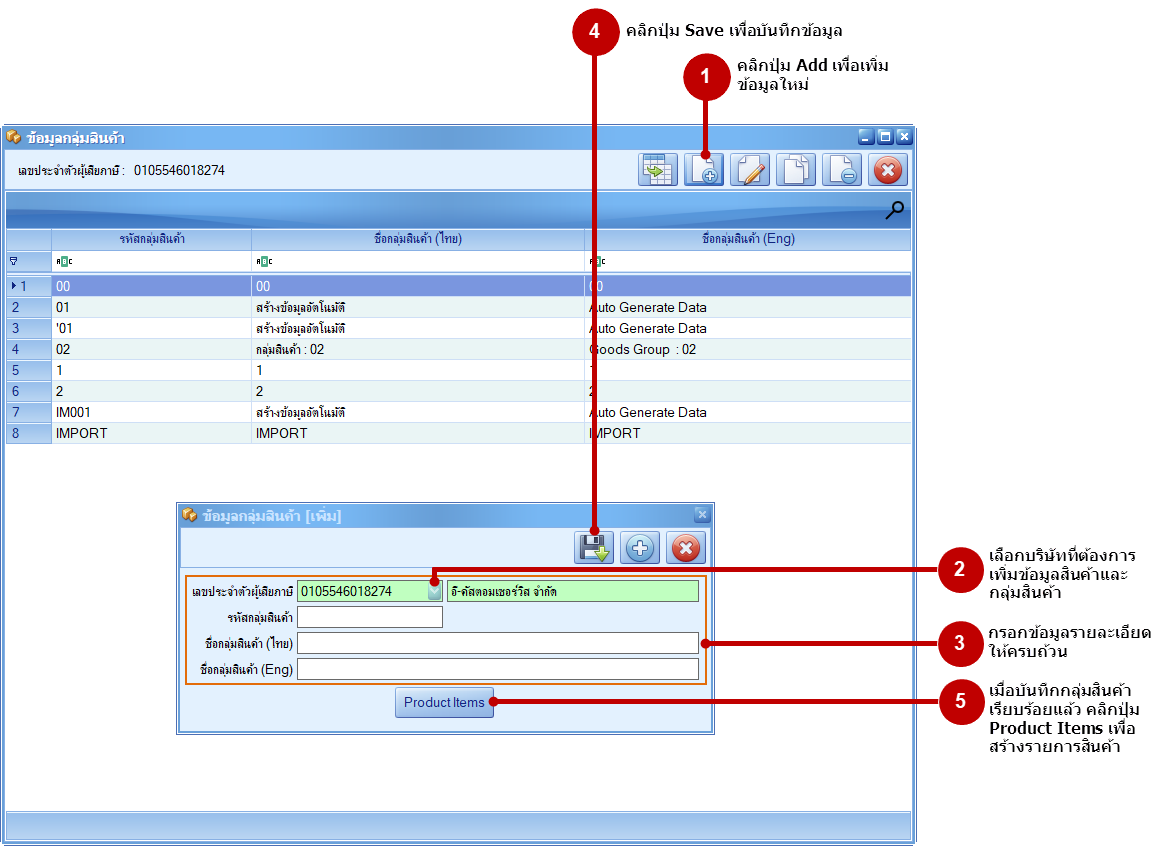 4
คลิกปุ่ม Save เพื่อบันทึกข้อมูล
1
คลิกปุ่ม Add เพื่อเพิ่ม
ข้อมูลใหม่
ข้อมูลกลุ่มสินค้า
เลขประจำตัวผู้เสียภาษี : 0105546018274
รหัสกลุ่มสินค้า ชื่อกลุ่มสินค้า (ไทย) ชื่อกลุ่มสินค้า (Eng)
1 00 00 00
2 01 สร้างข้อมูลอัตโนมัติ Auto Generate Data
3 '01 สร้างข้อมูลอัตโนมัติ Auto Generate Data
4 02 กลุ่มสินค้า : 02 Goods Group : 02
5 1 1 1
6 2 2 2
7 IM001 สร้างข้อมูลอัตโนมัติ Auto Generate Data
8 IMPORT IMPORT IMPORT
ข้อมูลกลุ่มสินค้า [เพิ่ม]
เลขประจำตัวผู้เสียภาษี 0105546018274 อี-คัสตอมเซอร์วิส จำกัด
รหัสกลุ่มสินค้า
ชื่อกลุ่มสินค้า (ไทย)
ชื่อกลุ่มสินค้า (Eng)
Product Items
2
เลือกบริษัทที่ต้องการ
เพิ่มข้อมูลสินค้าและ
กลุ่มสินค้า
3
กรอกข้อมูลรายละเอียด
ให้ครบถ้วน
5
เมื่อบันทึกกลุ่มสินค้า
เรียบร้อยแล้ว คลิกปุ่ม
Product Items เพื่อ
สร้างรายการสินค้า